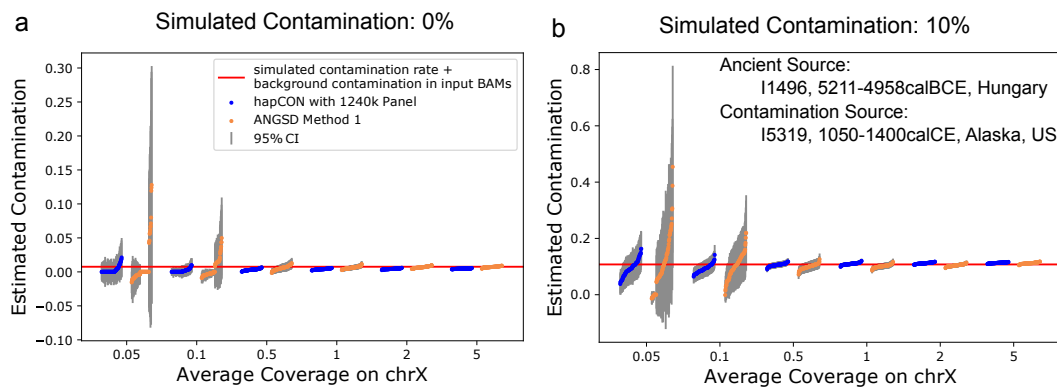 a
Simulated Contamination: 0%
Estimated Contamination
0.30
0.25
0.20
0.15
0.10
0.05
0.00
−0.05
−0.10
simulated contamination rate +
background contamination in input BAMs
hapCON with 1240k Panel
ANGSD Method 1
95% CI
0.05
0.1
0.5
1
2
5
Average Coverage on chrX
b
Simulated Contamination: 10%
Estimated Contamination
0.8
0.6
0.4
0.2
0.0
Ancient Source:
I1496, 5211-4958calBCE, Hungary
Contamination Source:
I5319, 1050-1400calCE, Alaska, US
0.05
0.1
0.5
1
2
5
Average Coverage on chrX